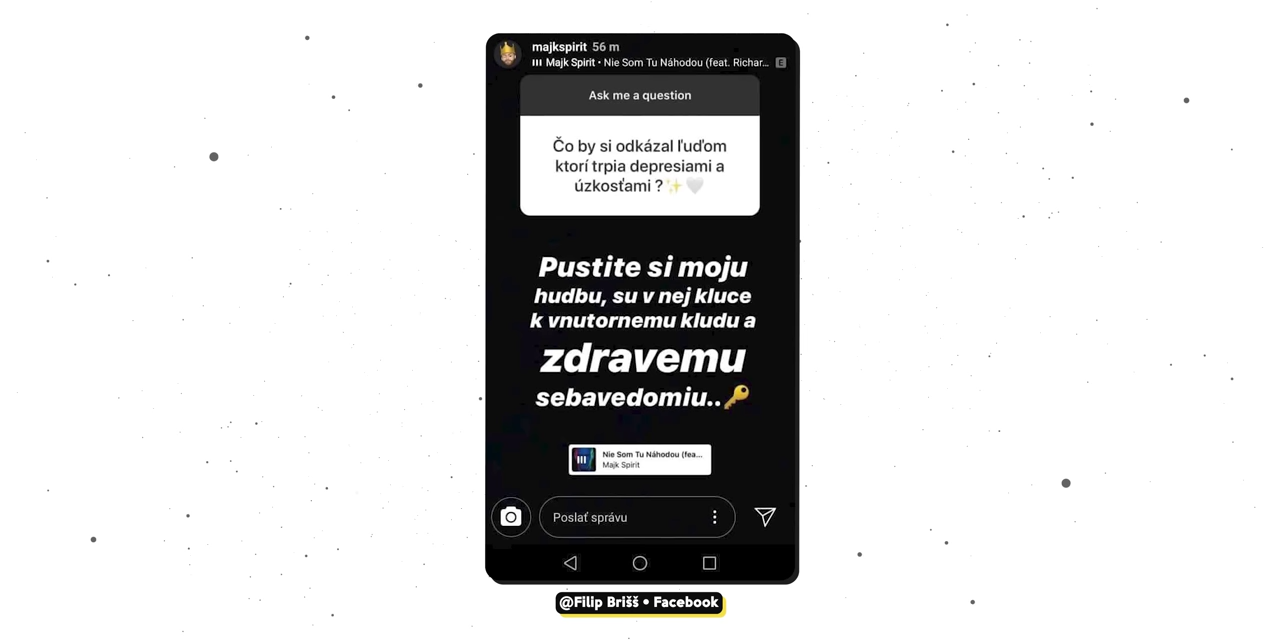 majkspirit 56 m
Majk Spirit • Nie Som Tu Náhodou (feat. Richar... E
Ask me a question
Čo by si odkázal ľuďom
ktorí trpia depresiami a
úzkosťami ?✨🤍
Pustite si moju
hudbu, su v nej kluce
k vnutornemu kludu a
zdravemu
sebavedomiu..🔑
Nie Som Tu Náhodou (fea...
Majk Spirit
Poslať správu
@Filip Brišš • Facebook